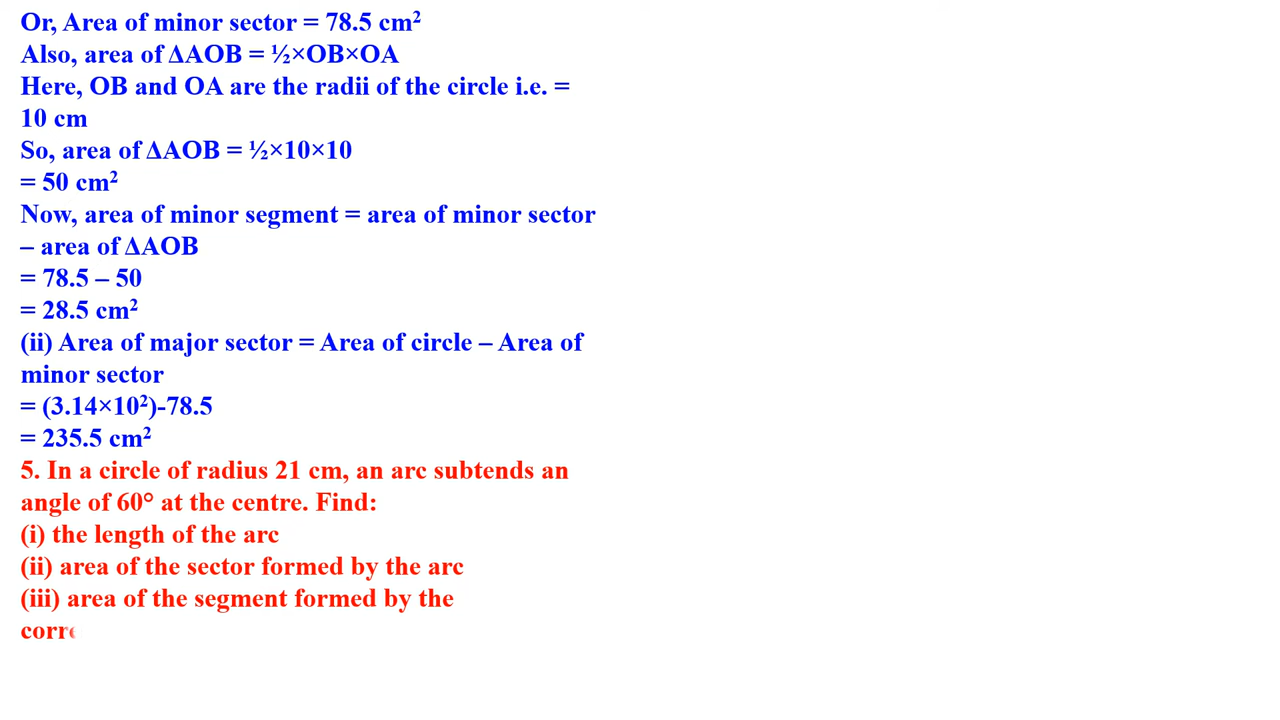 Or, Area of minor sector = 78.5 cm²
Also, area of ΔAOB = ½×OB×OA
Here, OB and OA are the radii of the circle i.e. =
10 cm
So, area of ΔAOB = ½×10×10
= 50 cm²
Now, area of minor segment = area of minor sector
– area of ΔAOB
= 78.5 – 50
= 28.5 cm²
(ii) Area of major sector = Area of circle – Area of
minor sector
= (3.14×10²)-78.5
= 235.5 cm²
5. In a circle of radius 21 cm, an arc subtends an
angle of 60° at the centre. Find:
(i) the length of the arc
(ii) area of the sector formed by the arc
(iii) area of the segment formed by the
corre